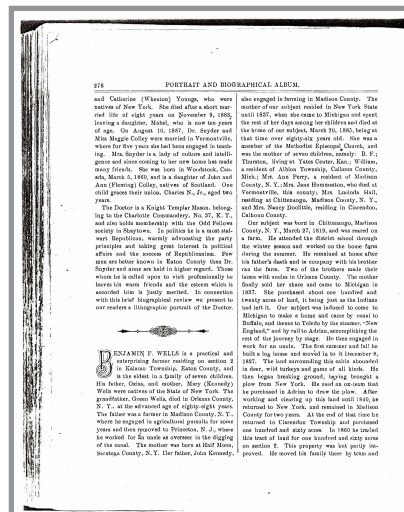 278
PORTRAIT AND BIOGRAPHICAL ALBUM.
and Catherine (Wheaton) Young, who were
natives of New York. She died after a short mar-
ried life of eight years on November 9, 1883,
leaving a daughter, Mabel, who is now ten years
of age. On August 16, 1887, Dr. Snyder and
Miss Maggie Colley were married in Vermontville,
where for five years she had been engaged in teach-
ing. Mrs. Snyder is a lady of culture and intelli-
gence and since coming to her new home has made
many friends. She was born in Woodstock, Can-
ada, March 5, 1860, and is a daughter of John and
Ann (Fleming) Colley, natives of Scotland. One
child graces their union, Charles N., Jr., aged two
years.
The Doctor is a Knight Templar Mason, belong-
ing to the Charlotte Commandery, No. 37, K. T.,
and also holds membership with the Odd Fellows
society in Shaytown. In politics he is a most stal-
wart Republican, warmly advocating the party
principles and taking great interest in political
affairs and the success of Republicanism. Few
men are better known in Eaton County than Dr.
Snyder and none are held in higher regard. Those
whom he is called upon to visit professionally he
leaves his warm friends and the esteem which is
accorded him is justly merited. In connection
with this brief biographical review we present to
our readers a lithographic portrait of the Doctor.
BENJAMIN F. WELLS is a practical and
enterprising farmer residing on section 2
in Kalamo Township, Eaton County, and
is the eldest in a family of seven children.
His father, Ozias, and mother, Mary (Kennedy)
Wells were natives of the State of New York. The
grandfather, Green Wells, died in Orleans County,
N. Y., at the advanced age of eighty-eight years.
The father was a farmer in Madison County, N. Y.,
where he engaged in agricultural pursuits for some
years and then removed to Princeton, N. J., where
he worked for an uncle as overseer in the digging
of the canal. The mother was born at Half Moon,
Saratoga County, N. Y. Her father, John Kennedy,
also engaged in farming in Madison County. The
mother of our subject resided in New York State
until 1837, when she came to Michigan and spent
the rest of her days among her children and died at
the home of our subject, March 20, 1865, being at
that time over eighty-six years old. She was a
member of the Methodist Episcopal Church, and
was the mother of seven children, namely: B. F.;
Thurston, living at Yates Center, Kan.; William,
a resident of Albion Township, Calhoun County,
Mich.; Mrs. Ann Perry, a resident of Madison
County, N. Y.; Mrs. Jane Hummeston, who died at
Vermontville, this county; Mrs. Lucinda Hall,
residing at Chittenango, Madison County, N. Y.,
and Mrs. Nancy Doolittle, residing in Clarendon,
Calhoun County.
Our subject was born in Chittenango, Madison
County, N. Y., March 27, 1819, and was reared on
a farm. He attended the district school through
the winter season and worked on the home farm
during the summer. He remained at home after
his father's death and in company with his brother
ran the farm. Two of the brothers made their
home with uncles in Orleans County. The mother
finally sold her share and came to Michigan in
1837. She purchased about one hundred and
twenty acres of land, it being just as the Indians
had left it. Our subject was induced to come to
Michigan to make a home and came by canal to
Buffalo, and thence to Toledo by the steamer, "New
England," and by rail to Adrian, accomplishing the
rest of the journey by stage. He then engaged in
work for an uncle. The first summer and fall he
built a log house and moved in to it December 8,
1837. The land surrounding this cabin abounded
in deer, wild turkeys and game of all kinds. He
then began breaking ground, having brought a
plow from New York. He used an ox-team that
he purchased in Adrian to draw the plow. After
working and clearing up this land until 1840, he
returned to New York, and remained in Madison
County for two years. At the end of that time he
returned to Clarendon Township and purchased
one hundred and sixty acres. In 1860 he traded
this tract of land for one hundred and sixty acres
on section 2. This property was but partly im-
proved. He moved his family there by team and